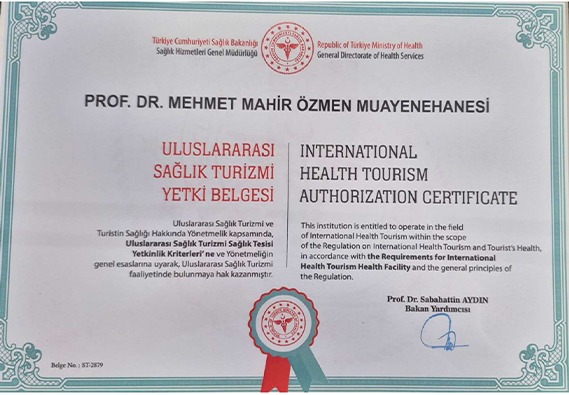 Türkiye Cumhuriyeti Sağlık Bakanlığı
Sağlık Hizmetleri Genel Müdürlüğü
Republic of Türkiye Ministry of Health
General Directorate of Health Services
PROF. DR. MEHMET MAHİR ÖZMEN MUAYENEHANESİ
ULUSLARARASI
SAĞLIK TURİZMİ
YETKİ BELGESİ
INTERNATIONAL
HEALTH TOURISM
AUTHORIZATION CERTIFICATE
Uluslararası Sağlık Turizmi ve
Turistin Sağlığı Hakkında Yönetmelik kapsamında,
Uluslararası Sağlık Turizmi Sağlık Tesisi
Yetkinlik Kriterleri' ne ve Yönetmeliğin
genel esaslarına uyarak, Uluslararası Sağlık Turizmi
faaliyetinde bulunmaya hak kazanmıştır.
This institution is entitled to operate in the field
of International Health Tourism within the scope
of the Regulation on International Health Tourism and Tourist's Health,
in accordance with the Requirements for International
Health Tourism Health Facility and the general principles of
the Regulation.
Prof. Dr. Sabahattin AYDIN
Bakan Yardımcısı
Belge No. : ST-2879